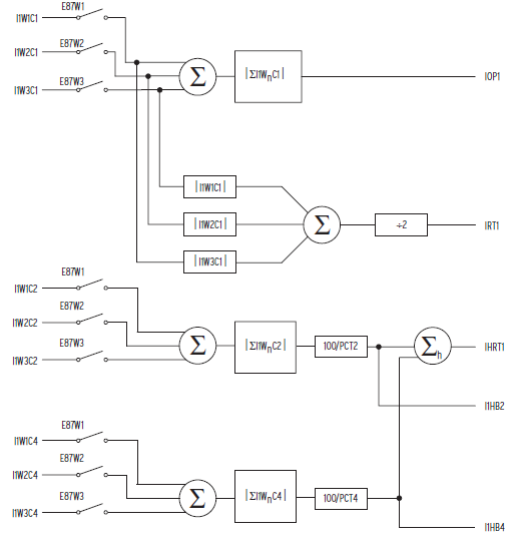 E87W1
I1W1C1
E87W2
I1W2C1
E87W3
I1W3C1
Σ
|ΣI1WnC1|
IOP1
|I1W1C1|
|I1W2C1|
|I1W3C1|
Σ
÷2
IRT1
E87W1
I1W1C2
E87W2
I1W2C2
E87W3
I1W3C2
Σ
|ΣI1WnC2|
100/PCT2
Σh
IHRT1
I1HB2
E87W1
I1W1C4
E87W2
I1W2C4
E87W3
I1W3C4
Σ
|ΣI1WnC4|
100/PCT4
I1HB4